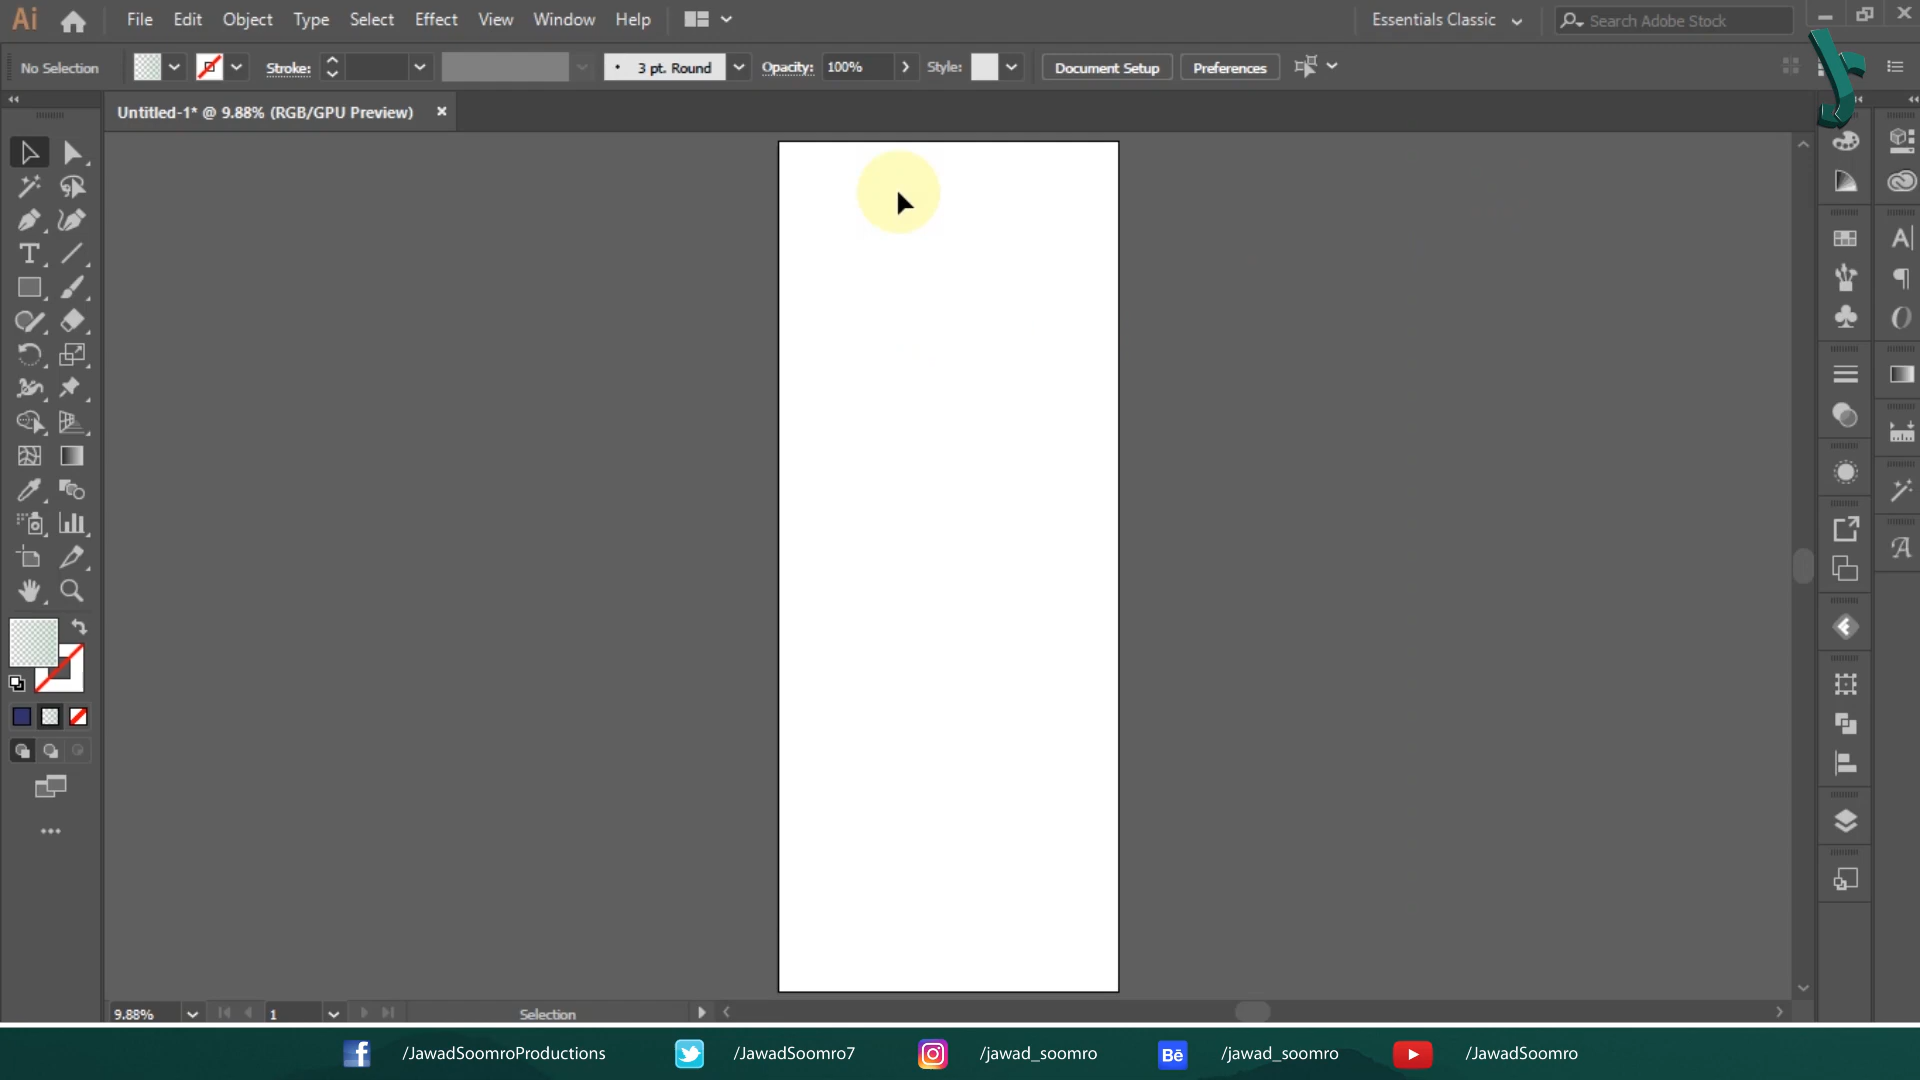 Ai File Edit Object Type Select Effect View Window Help Essentials Classic Search Adobe Stock
No Selection Stroke: 3 pt. Round Opacity: 100% Style: Document Setup Preferences
Untitled-1* @ 9.88% (RGB/GPU Preview)
9.88% 1 Selection
/JawadSoomroProductions /JawadSoomro7 /jawad_soomro Bē /jawad_soomro /JawadSoomro